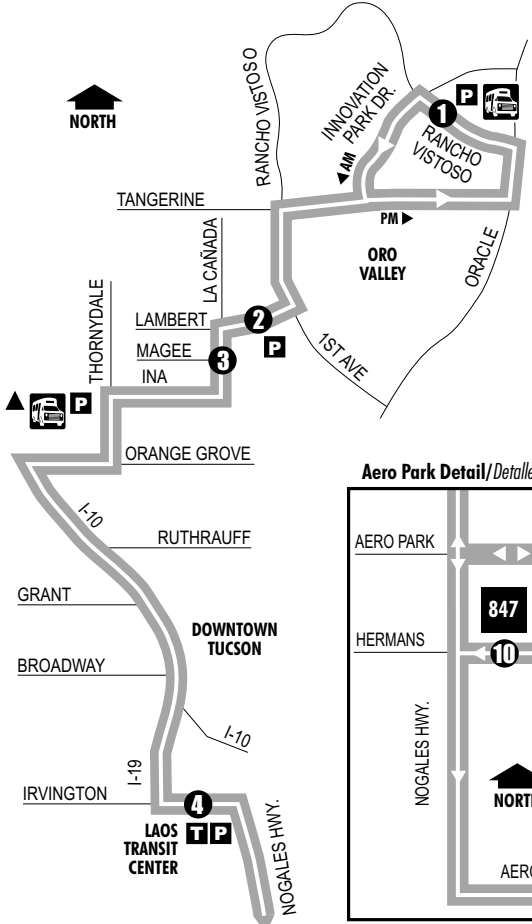 NORTH
RANCHO VISTOSO
INNOVATION
PARK DR.
1
P
RANCHO
VISTOSO
AM
TANGERINE
PM
ORO
VALLEY
ORACLE
LA CAÑADA
THORNYDALE
LAMBERT
2
P
MAGEE
3
1ST AVE
INA
P
ORANGE GROVE
I-10
RUTHRAUFF
GRANT
DOWNTOWN
TUCSON
BROADWAY
I-10
I-19
IRVINGTON
4
LAOS
TRANSIT
CENTER
T P
NOGALES HWY.
Aero Park Detail/Detalle
AERO PARK
847
HERMANS
10
NOGALES HWY.
NORTH
AERO